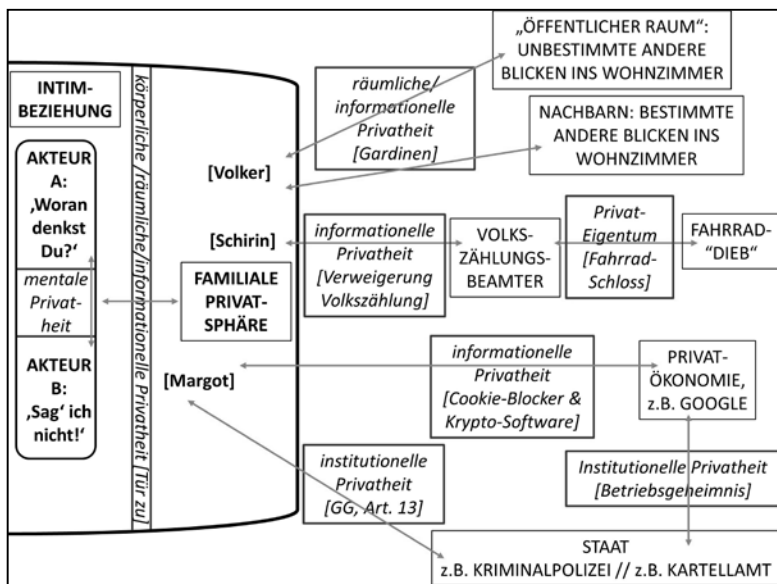 INTIM-
BEZIEHUNG
AKTEUR
A:
‚Woran
denkst
Du?‘
mentale
Privat-
heit
AKTEUR
B:
‚Sag‘ ich
nicht!‘
körperliche /räumliche/informationelle Privatheit [Tür zu]
[Volker]
[Schirin]
FAMILIALE
PRIVAT-
SPHÄRE
[Margot]
räumliche/
informationelle
Privatheit
[Gardinen]
„ÖFFENTLICHER RAUM“:
UNBESTIMMTE ANDERE
BLICKEN INS WOHNZIMMER
NACHBARN: BESTIMMTE
ANDERE BLICKEN INS
WOHNZIMMER
informationelle
Privatheit
[Verweigerung
Volkszählung]
VOLKS-
ZÄHLUNGS-
BEAMTER
Privat-
Eigentum
[Fahrrad-
Schloss]
FAHRRAD-
“DIEB“
informationelle
Privatheit
[Cookie-Blocker &
Krypto-Software]
PRIVAT-
ÖKONOMIE,
z.B. GOOGLE
institutionelle
Privatheit
[GG, Art. 13]
Institutionelle Privatheit
[Betriebsgeheimnis]
STAAT
z.B. KRIMINALPOLIZEI // z.B. KARTELLAMT